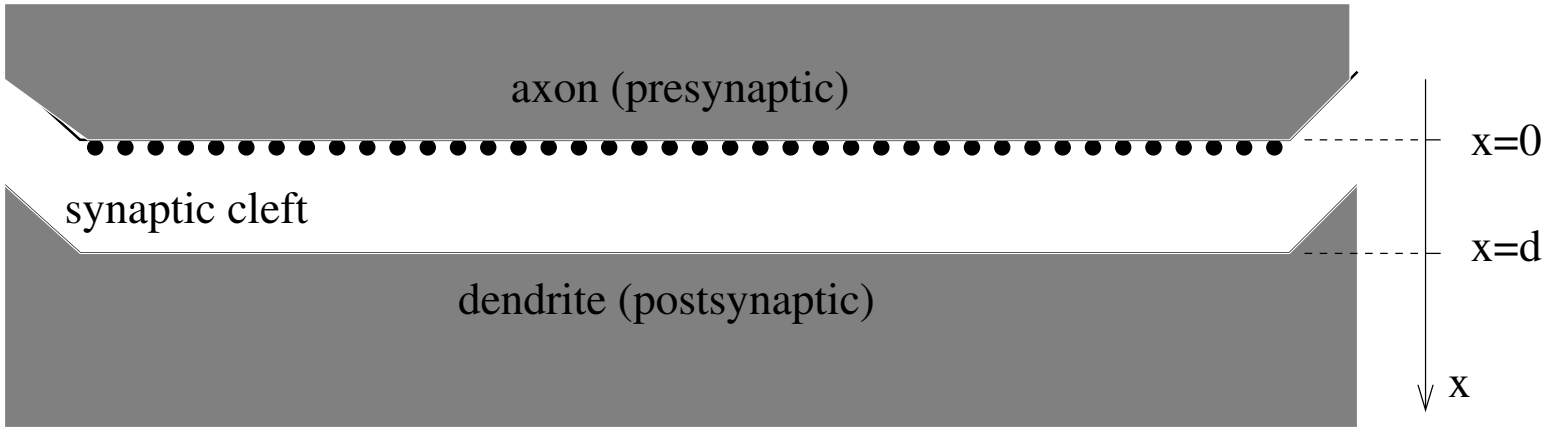 axon (presynaptic)
x=0
synaptic cleft
x=d
dendrite (postsynaptic)
x